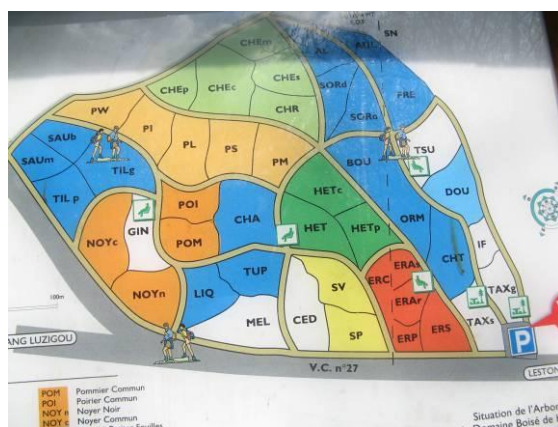 SN
CHEm
AL
AUL
CHEp
CHEc
CHEs
SORd
FRE
CHR
SORo
PW
PI
PL
PS
PM
BOU
TSU
SAUb
SAUm
TiLg
TIL p
HETc
DOU
POI
CHA
HET
HETp
ORM
NOYc
GIN
POM
IF
CHT
NOYn
LIQ
TUP
MEL
CED
SV
SP
ERC
ERAs
ERAr
ERP
ERS
TAXg
TAXs
100m
ANG LUZIGOU
P
LESTON
V.C. n°27
POM Pommier Commun
POI Poirier Commun
NOY n Noyer Noir
NOY c Noyer Commun
Situation de l'Arbor
Domaine Boisé de